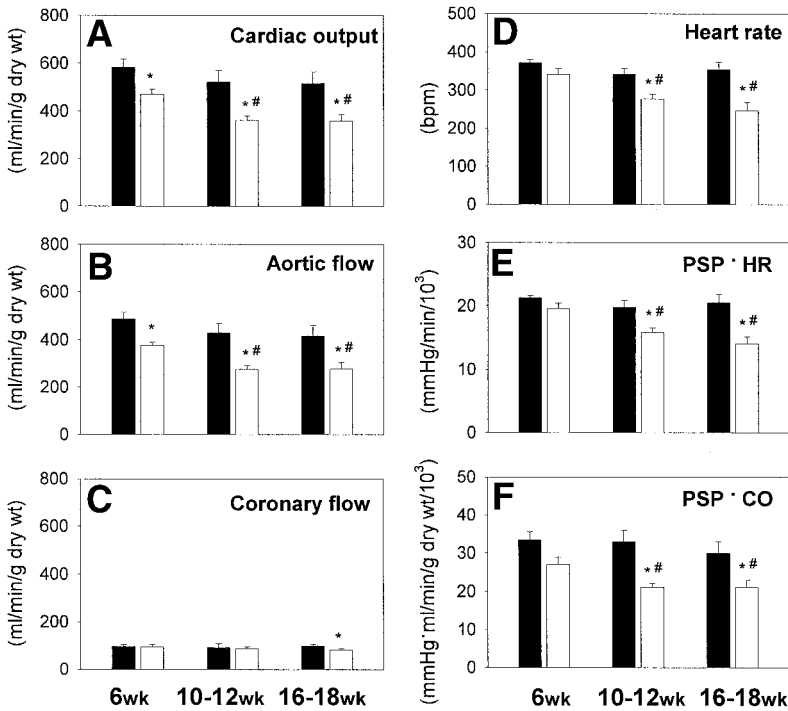 A
Cardiac output
(ml/min/g dry wt)
800
600
400
200
0
*
* #
* #
B
Aortic flow
(ml/min/g dry wt)
800
600
400
200
0
*
* #
* #
C
Coronary flow
(ml/min/g dry wt)
800
600
400
200
0
*
6wk 10-12wk 16-18wk
D
Heart rate
(bpm)
500
400
300
200
100
0
* #
* #
E
PSP · HR
(mmHg/min/10³)
30
20
10
0
* #
* #
F
PSP · CO
(mmHg·ml/min/g dry wt/10³)
50
40
30
20
10
0
* #
* #
6wk 10-12wk 16-18wk